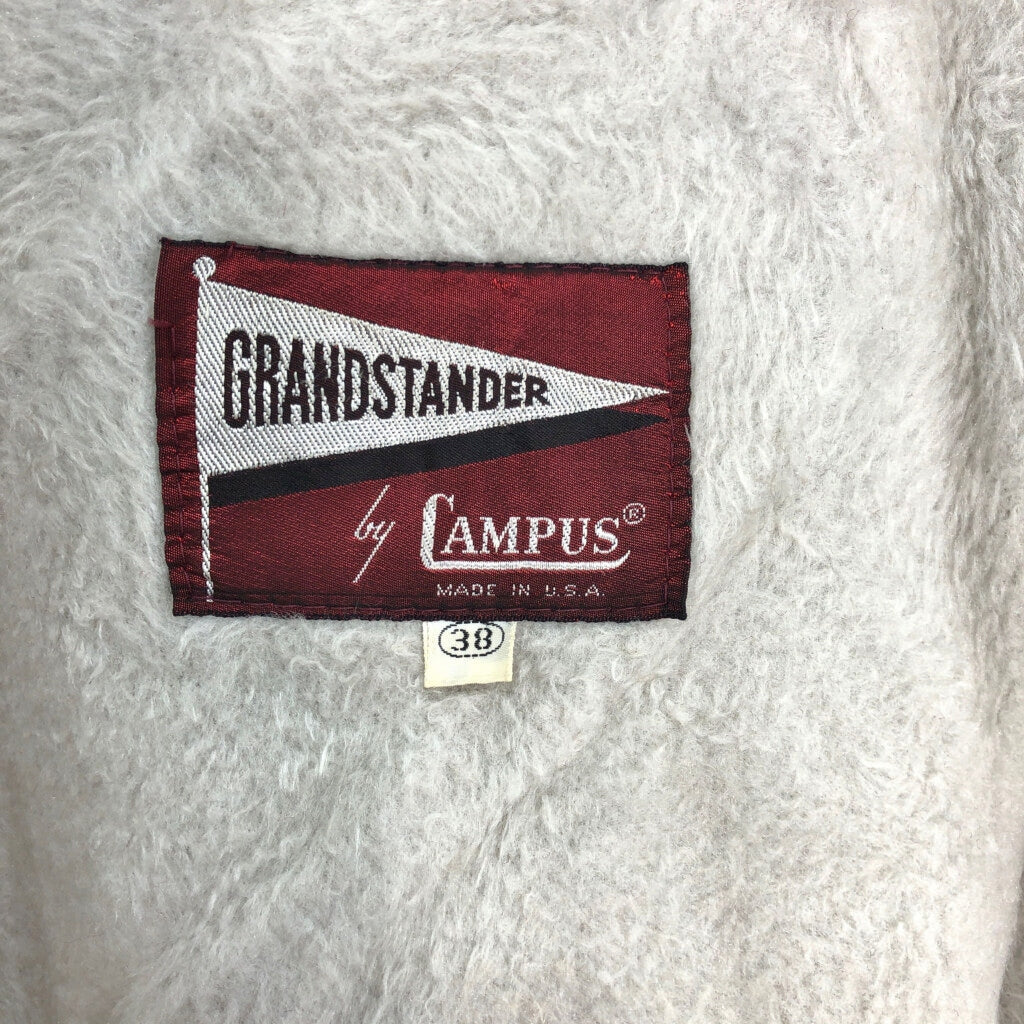 GRANDSTANDER
by CAMPUS®
MADE IN U.S.A.
38